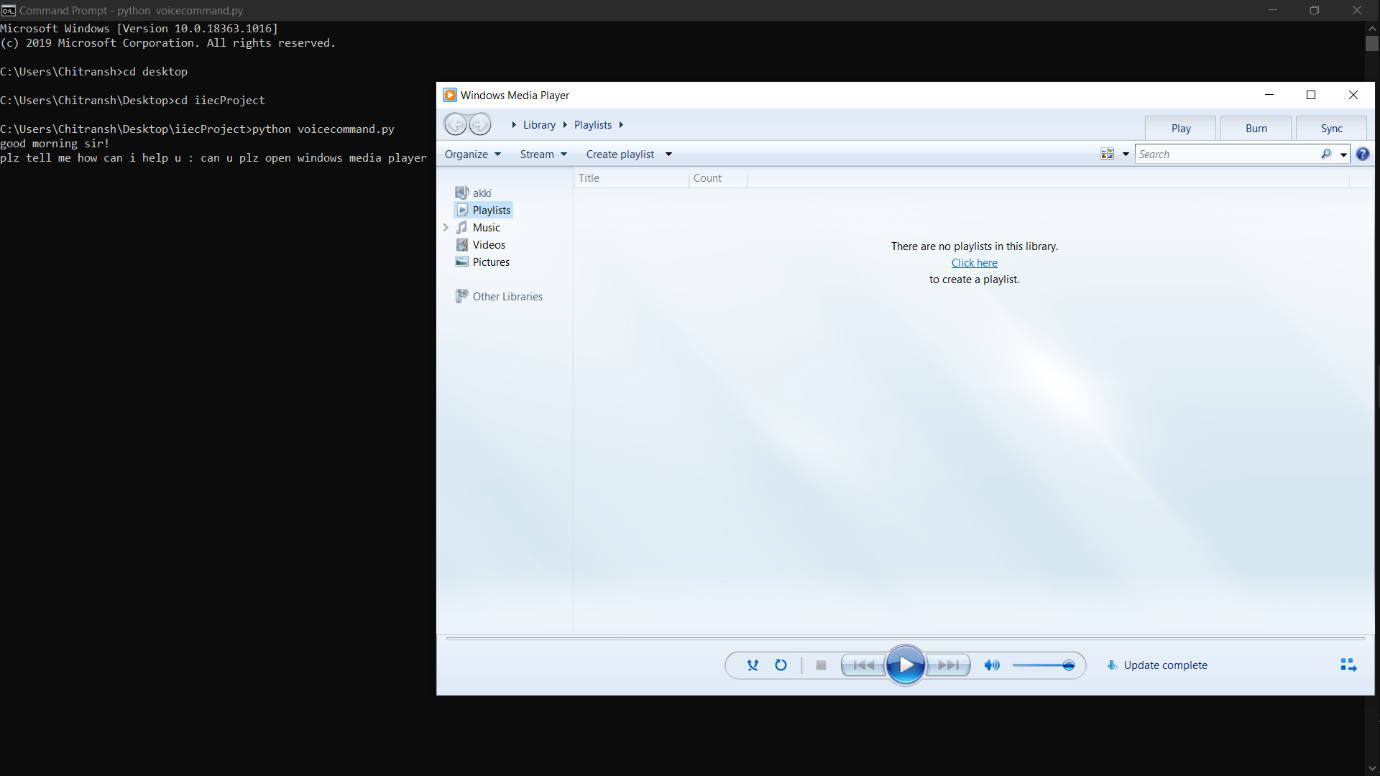 Command Prompt - python  voicecommand.py
Microsoft Windows [Version 10.0.18363.1016]
(c) 2019 Microsoft Corporation. All rights reserved.
C:\Users\Chitransh>cd desktop
C:\Users\Chitransh\Desktop>cd iiecProject
C:\Users\Chitransh\Desktop\iiecProject>python voicecommand.py
good morning sir!
plz tell me how can i help u : can u plz open windows media player
Windows Media Player
Library Playlists
Play Burn Sync
Organize Stream Create playlist Search
Title Count
akki
Playlists
Music
Videos
Pictures
Other Libraries
There are no playlists in this library.
Click here
to create a playlist.
Update complete